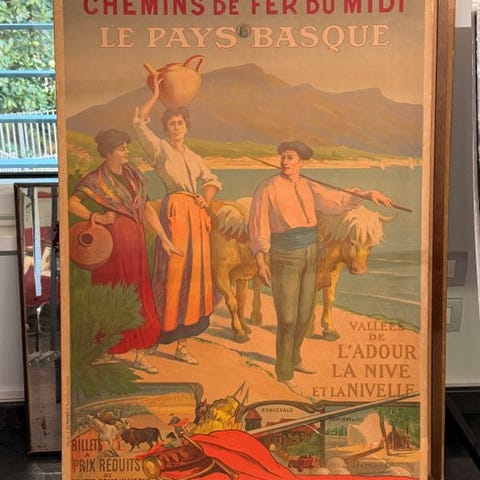 CHEMINS DE FER DU MIDI
LE PAYS BASQUE
VALLÉES
DE
L'ADOUR
LA NIVE
ET LA NIVELLE
RONCEVAUX
BILLETS
A
PRIX RÉDUITS
DE